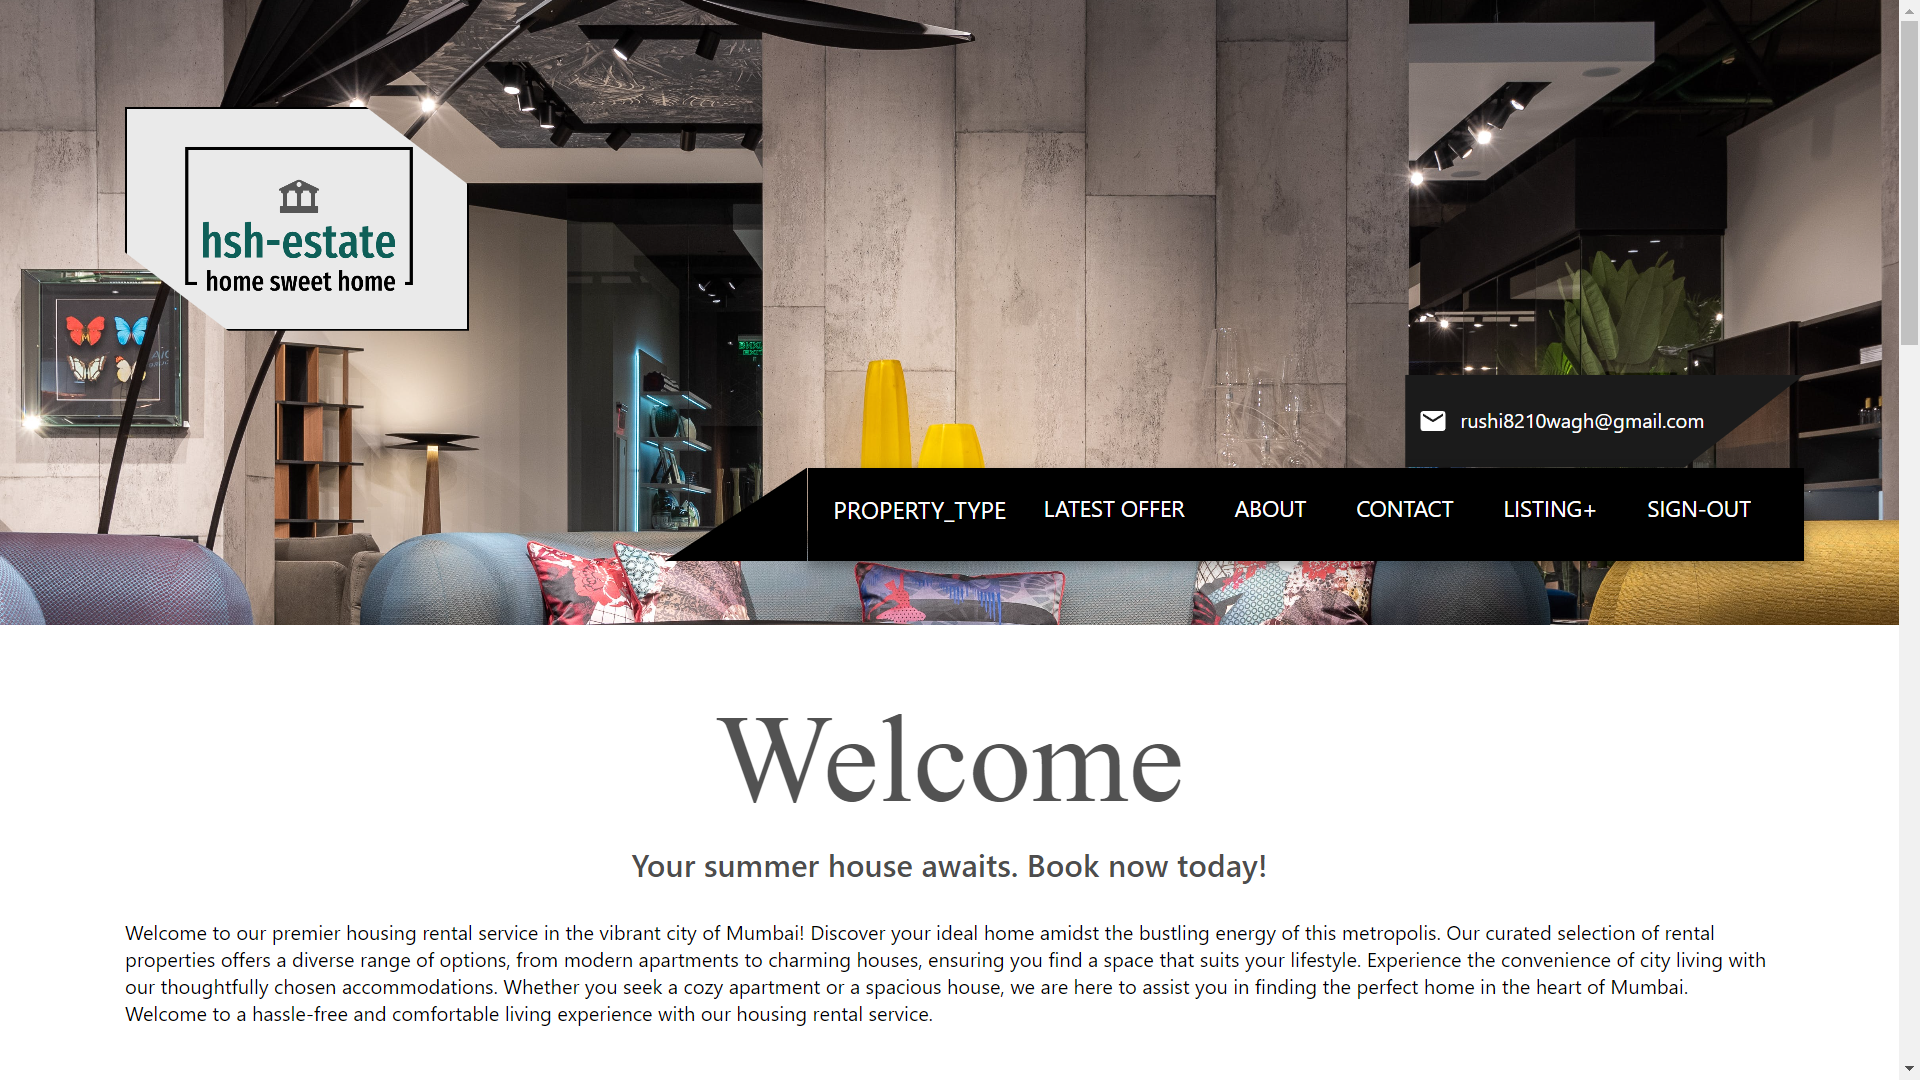 hsh-estate
home sweet home
rushi8210wagh@gmail.com
PROPERTY_TYPE LATEST OFFER ABOUT CONTACT LISTING+ SIGN-OUT
Welcome
Your summer house awaits. Book now today!
Welcome to our premier housing rental service in the vibrant city of Mumbai! Discover your ideal home amidst the bustling energy of this metropolis. Our curated selection of rental
properties offers a diverse range of options, from modern apartments to charming houses, ensuring you find a space that suits your lifestyle. Experience the convenience of city living with
our thoughtfully chosen accommodations. Whether you seek a cozy apartment or a spacious house, we are here to assist you in finding the perfect home in the heart of Mumbai.
Welcome to a hassle-free and comfortable living experience with our housing rental service.